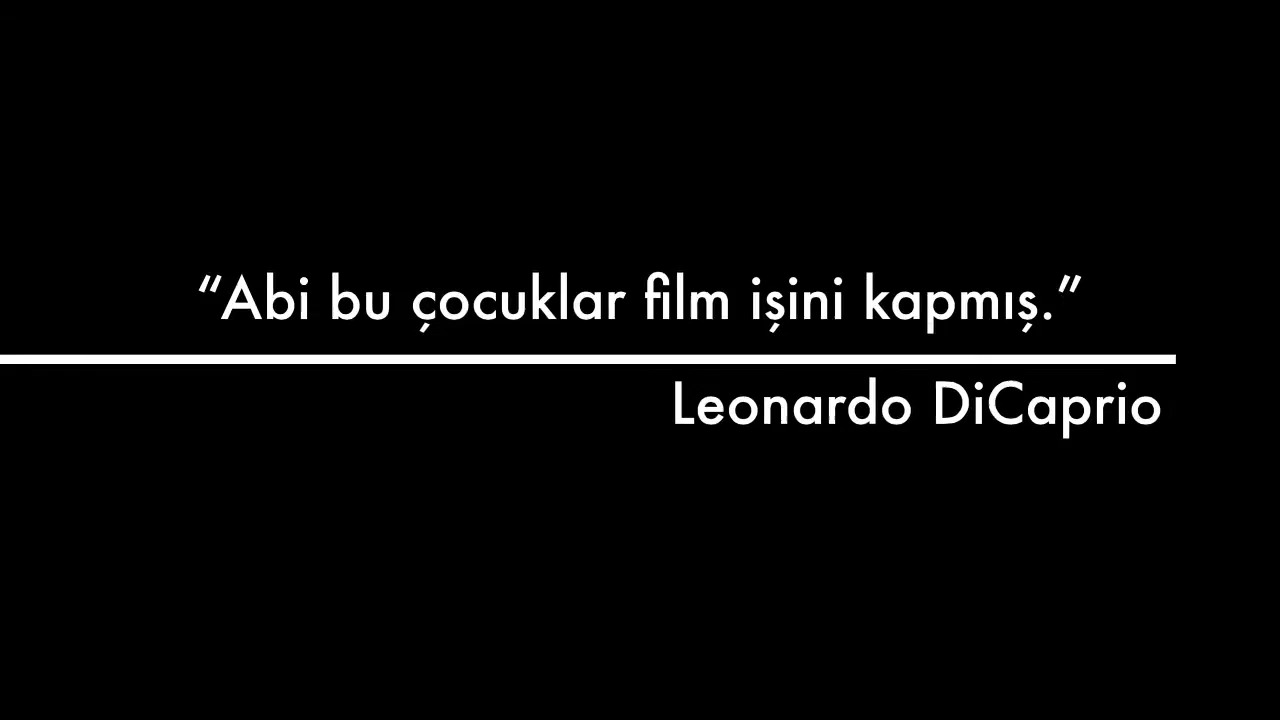 “Abi bu çocuklar film işini kapmış.”
Leonardo DiCaprio